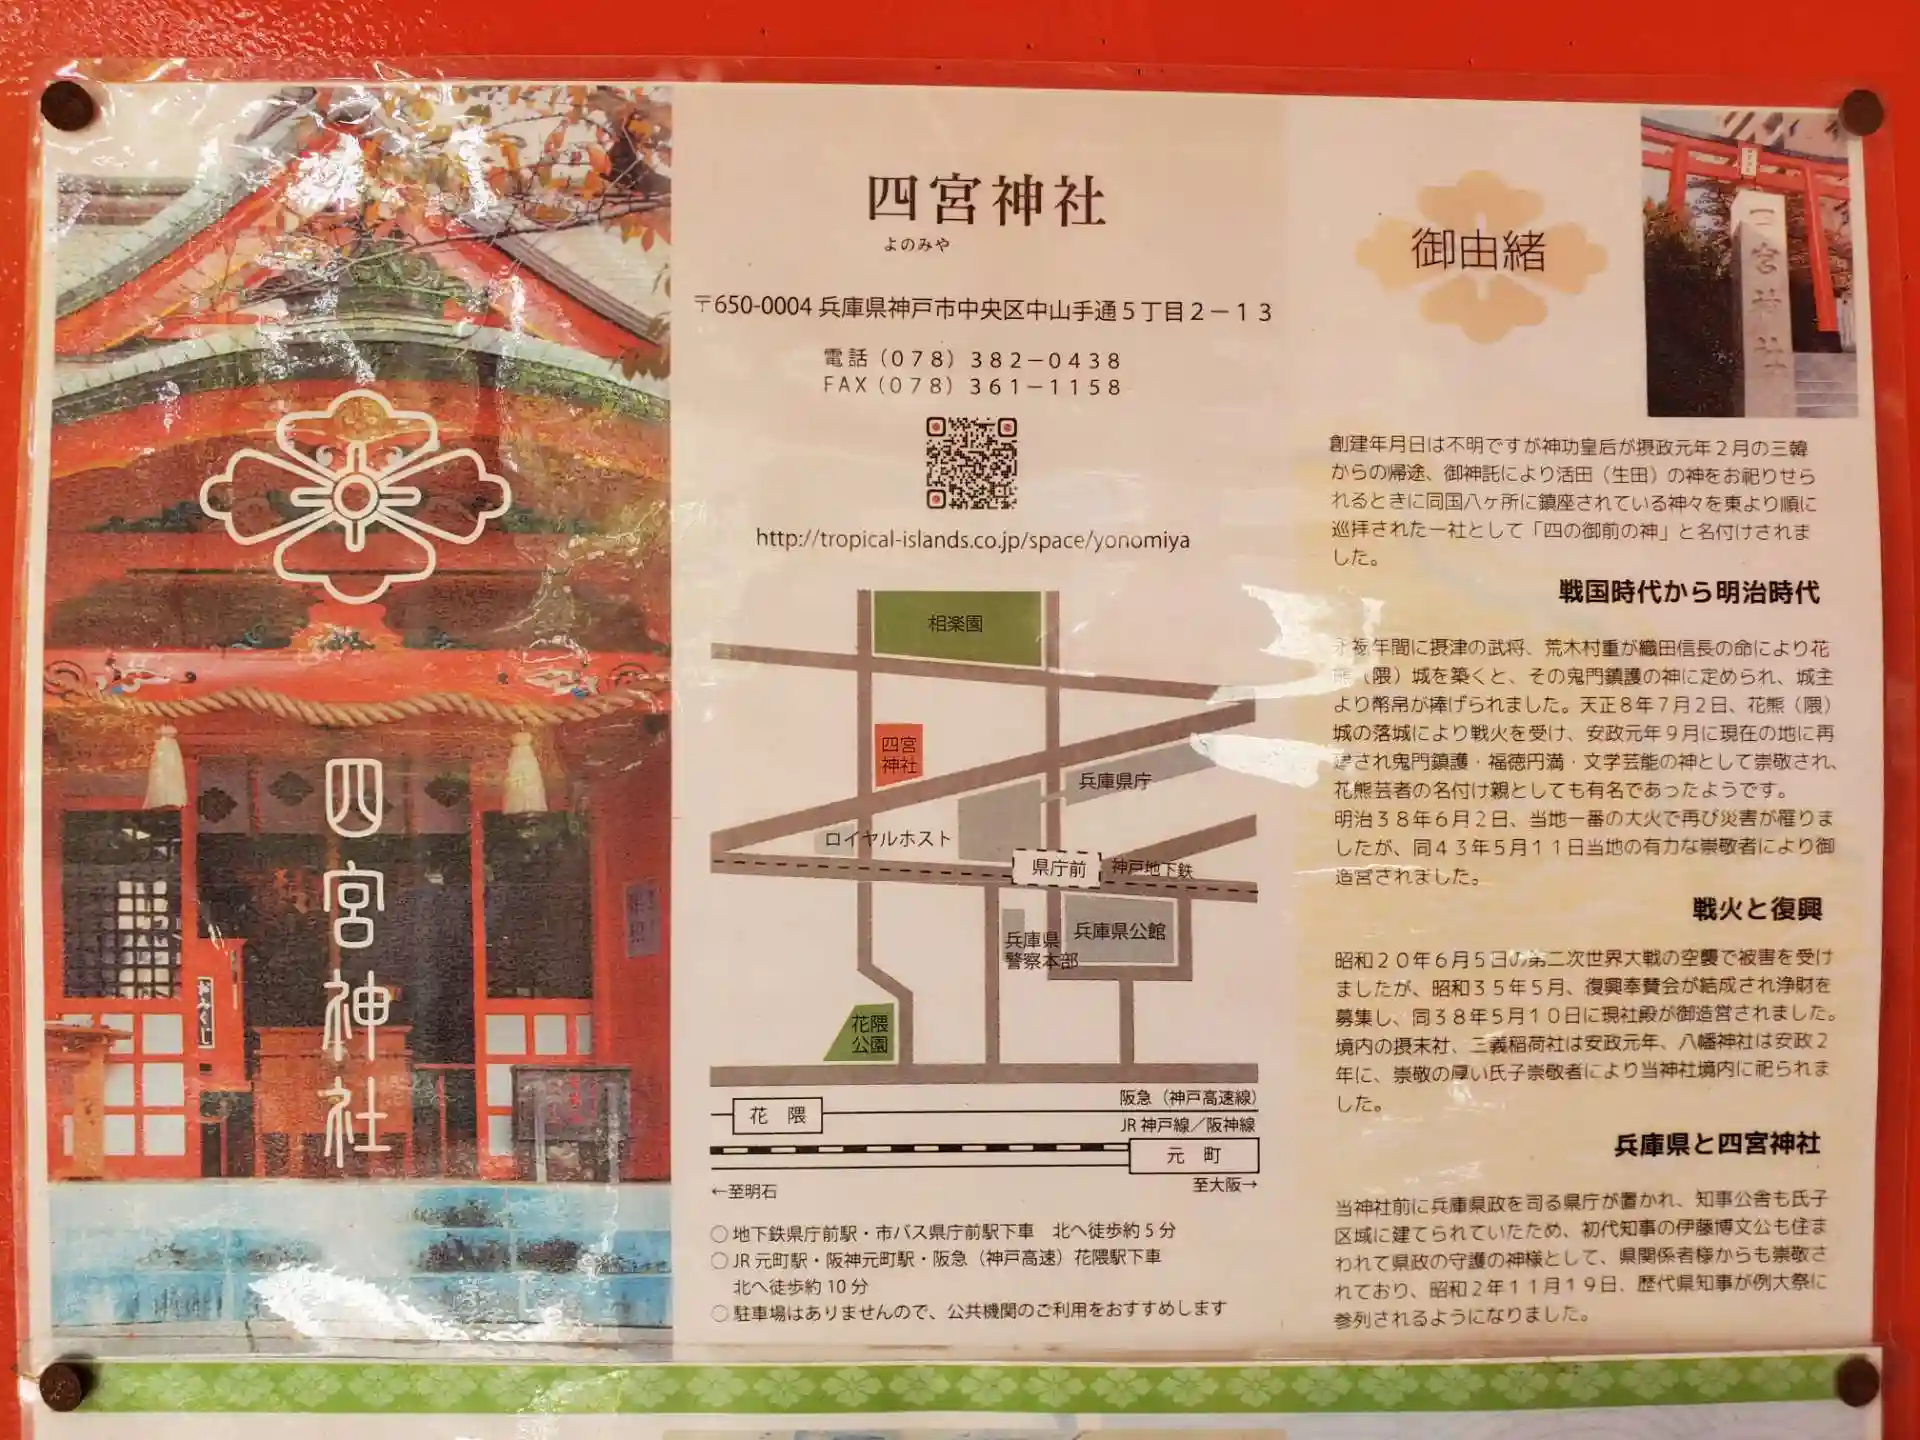 四宮神社
おみくじ
四宮神社
よのみや
〒650-0004 兵庫県神戸市中央区中山手通5丁目2－13
電話（078）382－0438
FAX（078）361－1158
http://tropical-islands.co.jp/space/yonomiya
相楽園
四宮
神社
兵庫県庁
ロイヤルホスト
県庁前
神戸地下鉄
兵庫県
警察本部
兵庫県公館
花隈
公園
阪急（神戸高速線）
花 隈
JR 神戸線／阪神線
元 町
←至明石
至大阪→
○地下鉄県庁前駅・市バス県庁前駅下車 北へ徒歩約5分
○JR元町駅・阪神元町駅・阪急（神戸高速）花隈駅下車
北へ徒歩約10分
○駐車場はありませんので、公共機関のご利用をおすすめします
御由緒
四宮神社
創建年月日は不明ですが神功皇后が摂政元年2月の三韓
からの帰途、御神託により活田（生田）の神をお祀りせら
れるときに同国八ヶ所に鎮座されている神々を東より順に
巡拝された一社として「四の御前の神」と名付けされま
した。
戦国時代から明治時代
永禄年間に摂津の武将、荒木村重が織田信長の命により花
熊（隈）城を築くと、その鬼門鎮護の神に定められ、城主
より幣帛が捧げられました。天正8年7月2日、花熊（隈）
城の落城により戦火を受け、安政元年9月に現在の地に再
建され鬼門鎮護・福徳円満・文学芸能の神として崇敬され、
花熊芸者の名付け親としても有名であったようです。
明治38年6月2日、当地一番の大火で再び災害が罹りま
したが、同43年5月11日当地の有力な崇敬者により御
造営されました。
戦火と復興
昭和20年6月5日の第二次世界大戦の空襲で被害を受け
ましたが、昭和35年5月、復興奉賛会が結成され浄財を
募集し、同38年5月10日に現社殿が御造営されました。
境内の摂末社、三義稲荷社は安政元年、八幡神社は安政2
年に、崇敬の厚い氏子崇敬者により当神社境内に祀られま
した。
兵庫県と四宮神社
当神社前に兵庫県政を司る県庁が置かれ、知事公舎も氏子
区域に建てられていたため、初代知事の伊藤博文公も住ま
われて県政の守護の神様として、県関係者様からも崇敬さ
れており、昭和2年11月19日、歴代県知事が例大祭に
参列されるようになりました。